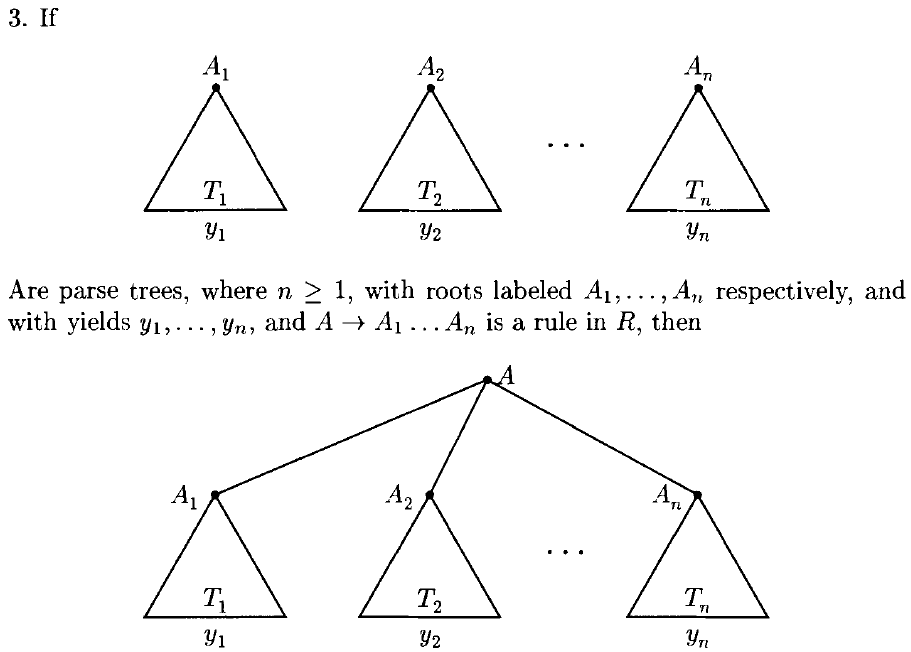 3. If
A₁ A₂ Aₙ
. . .
T₁ T₂ Tₙ
y₁ y₂ yₙ
Are parse trees, where n ≥ 1, with roots labeled A₁, . . . , Aₙ respectively, and
with yields y₁, . . . , yₙ, and A → A₁ . . . Aₙ is a rule in R, then
A
A₁ A₂ Aₙ
. . .
T₁ T₂ Tₙ
y₁ y₂ yₙ